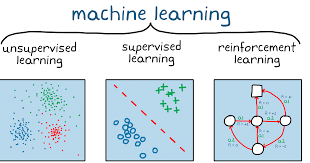 machine learning
unsupervised
learning
supervised
learning
reinforcement
learning